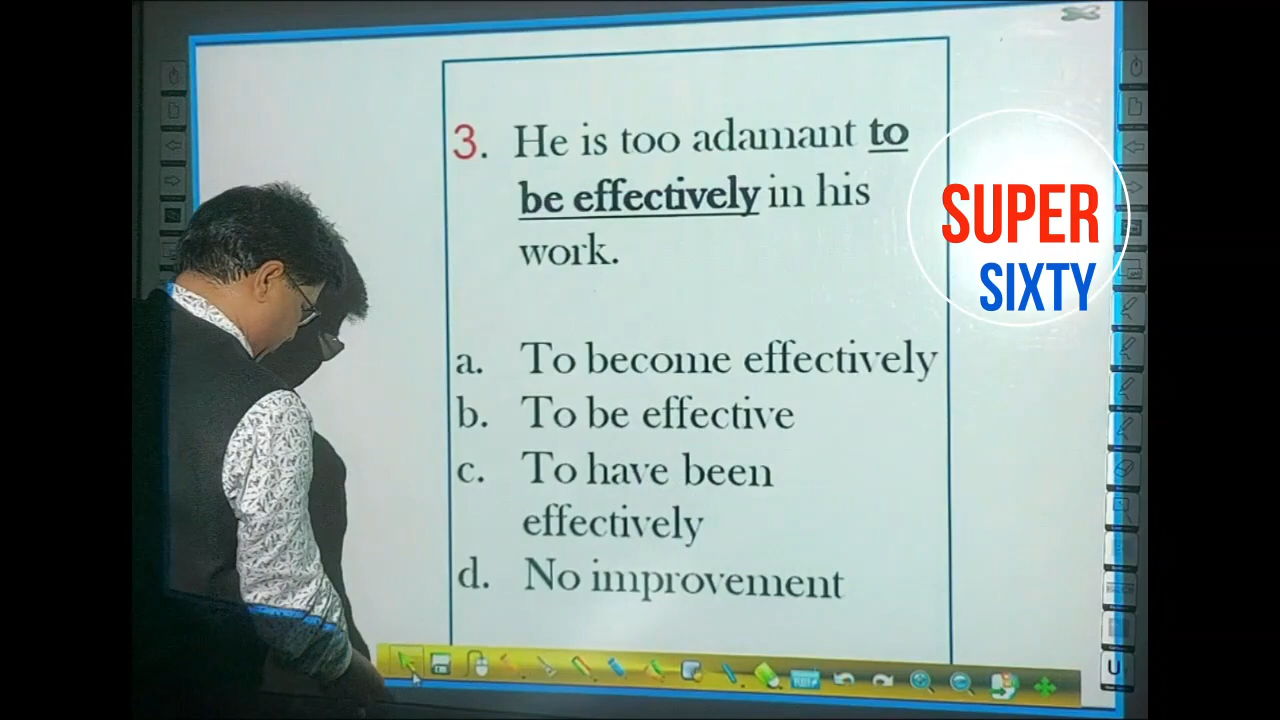 3. He is too adamant to
be effectively in his
work.
a. To become effectively
b. To be effective
c. To have been
effectively
d. No improvement
SUPER
SIXTY
U